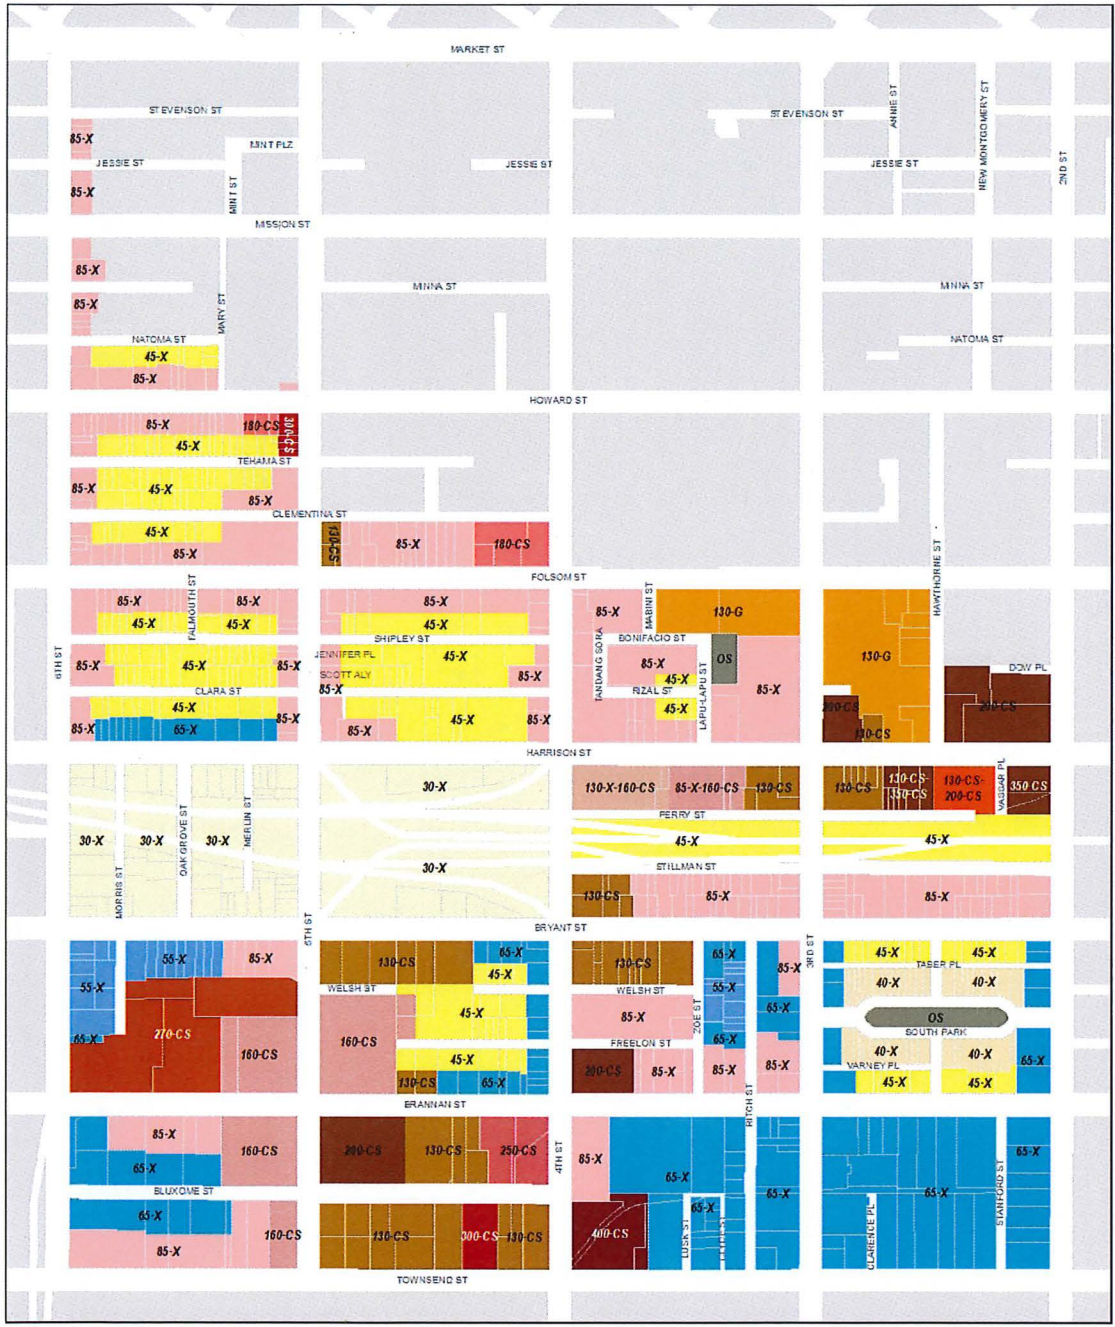 MARKET ST
STEVENSON ST
STEVENSON ST
ANNIE ST
NEW MONTGOMERY ST
2ND ST
85-X
MINT PLZ
JESSIE ST
JESSIE ST
JESSIE ST
MINT ST
85-X
MISSION ST
85-X
MINNA ST
MINNA ST
85-X
MARY ST
NATOMA ST
NATOMA ST
45-X
85-X
HOWARD ST
85-X
180-CS
300-CS
45-X
TEHAMA ST
85-X
45-X
85-X
CLEMENTINA ST
45-X
85-X
130-CS
85-X
180-CS
FOLSOM ST
HAWTHORNE ST
FALMOUTH ST
85-X
85-X
85-X
85-X
MABINI ST
130-G
45-X
45-X
45-X
SHIPLEY ST
BONIFACIO ST
6TH ST
85-X
45-X
85-X
JENNIFER PL
45-X
TANDANG SORA
85-X
OS
130-G
SCOTT ALY
85-X
45-X
85-X
DOW PL
CLARA ST
85-X
RIZAL ST
LAPU-LAPU ST
45-X
85-X
45-X
45-X
85-X
200-CS
200-CS
85-X
65-X
85-X
130-CS
HARRISON ST
30-X
130-X-160-CS
85-X-160-CS
130-CS
130-CS
130-CS-
350-CS
130-CS-
200-CS
VASSAR PL
350-CS
PERRY ST
30-X
OAK GROVE ST
30-X
30-X
MERLIN ST
45-X
45-X
MORRIS ST
30-X
STILLMAN ST
130-CS
85-X
85-X
5TH ST
BRYANT ST
3RD ST
55-X
85-X
130-CS
65-X
45-X
130-CS
65-X
85-X
45-X
45-X
TABER PL
55-X
WELSH ST
WELSH ST
55-X
40-X
40-X
65-X
270-CS
160-CS
160-CS
45-X
85-X
ZOE ST
65-X
OS
SOUTH PARK
FREELON ST
65-X
45-X
200-CS
85-X
85-X
85-X
40-X
40-X
65-X
VARNEY PL
130-CS
65-X
45-X
45-X
BRANNAN ST
RITCH ST
85-X
160-CS
200-CS
130-CS
250-CS
4TH ST
85-X
65-X
65-X
65-X
65-X
65-X
BLUXOME ST
STANFORD ST
65-X
85-X
160-CS
130-CS
300-CS
130-CS
400-CS
65-X
LUSK ST
CLARENCE PL
TOWNSEND ST